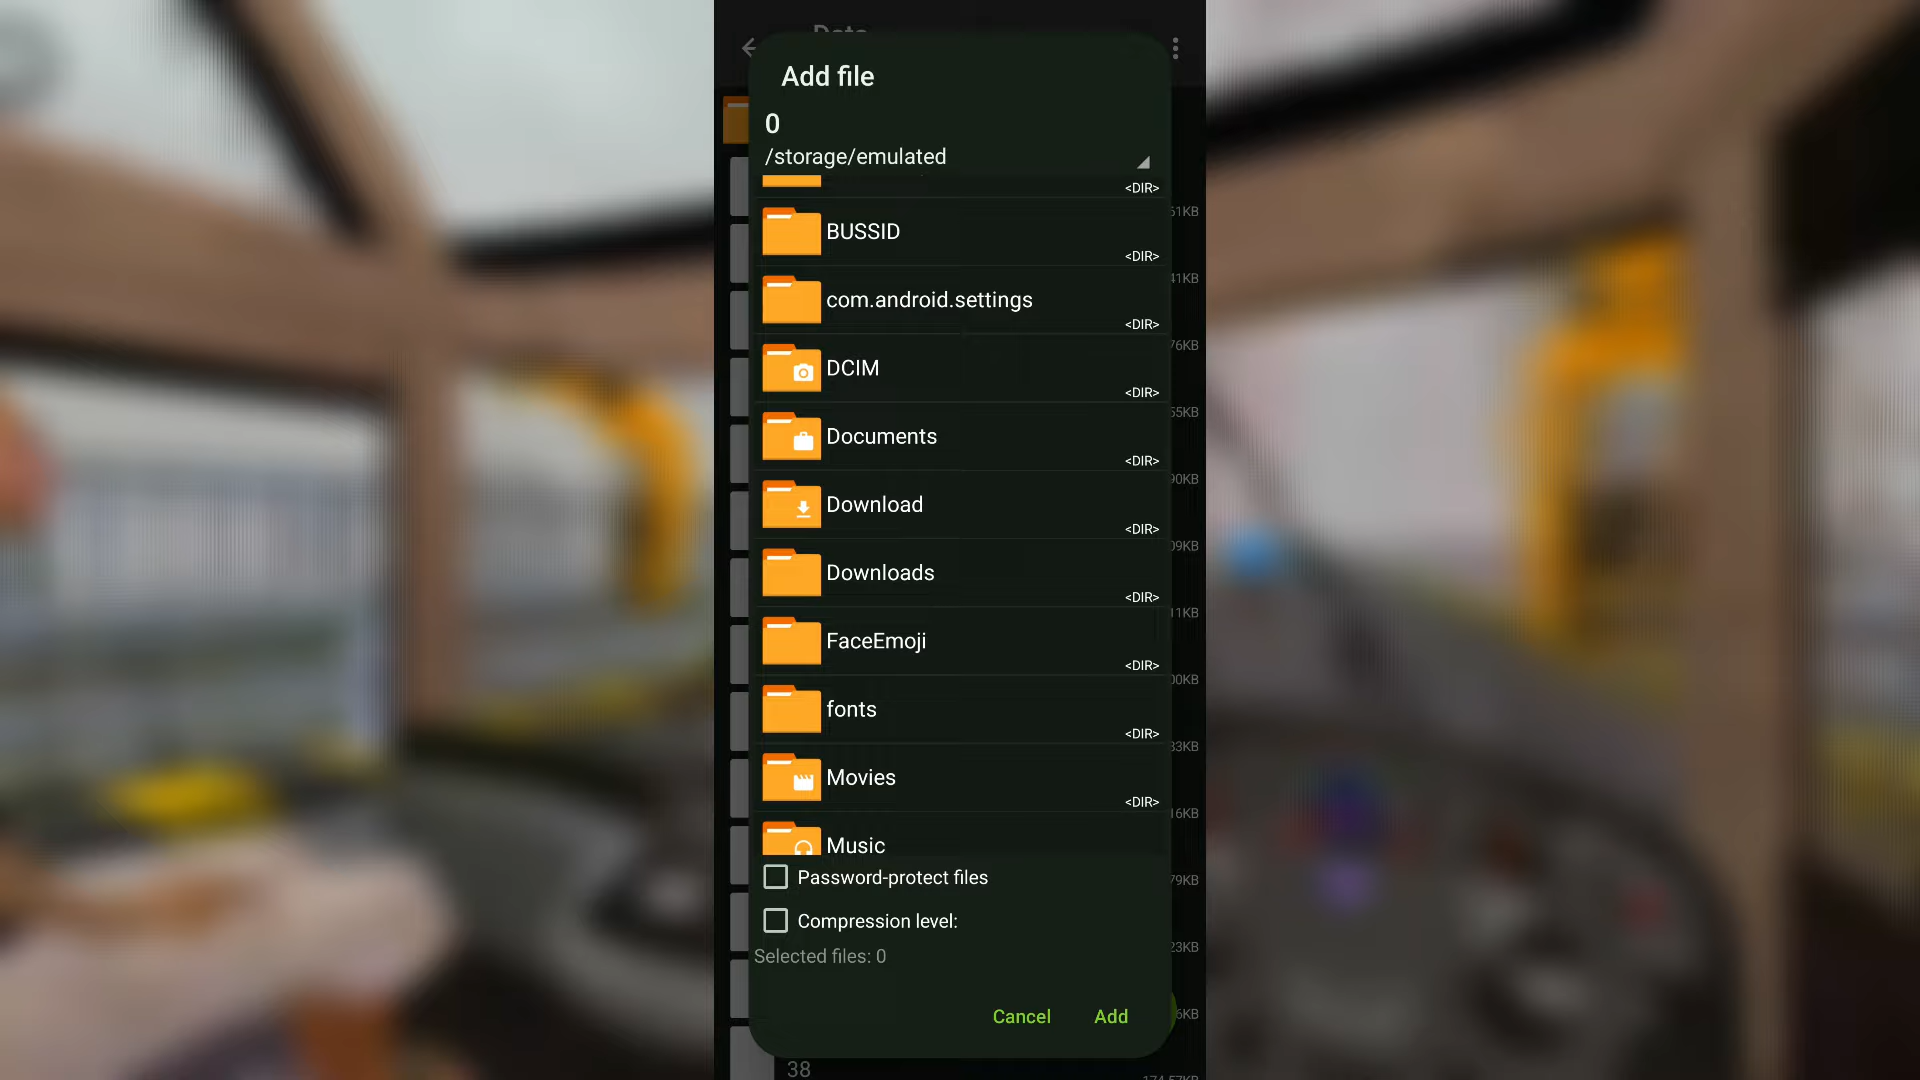 Add file
0
/storage/emulated
<DIR>
BUSSID
<DIR>
com.android.settings
<DIR>
DCIM
<DIR>
Documents
<DIR>
Download
<DIR>
Downloads
<DIR>
FaceEmoji
<DIR>
fonts
<DIR>
Movies
<DIR>
Music
Password-protect files
Compression level:
Selected files: 0
Cancel Add
38